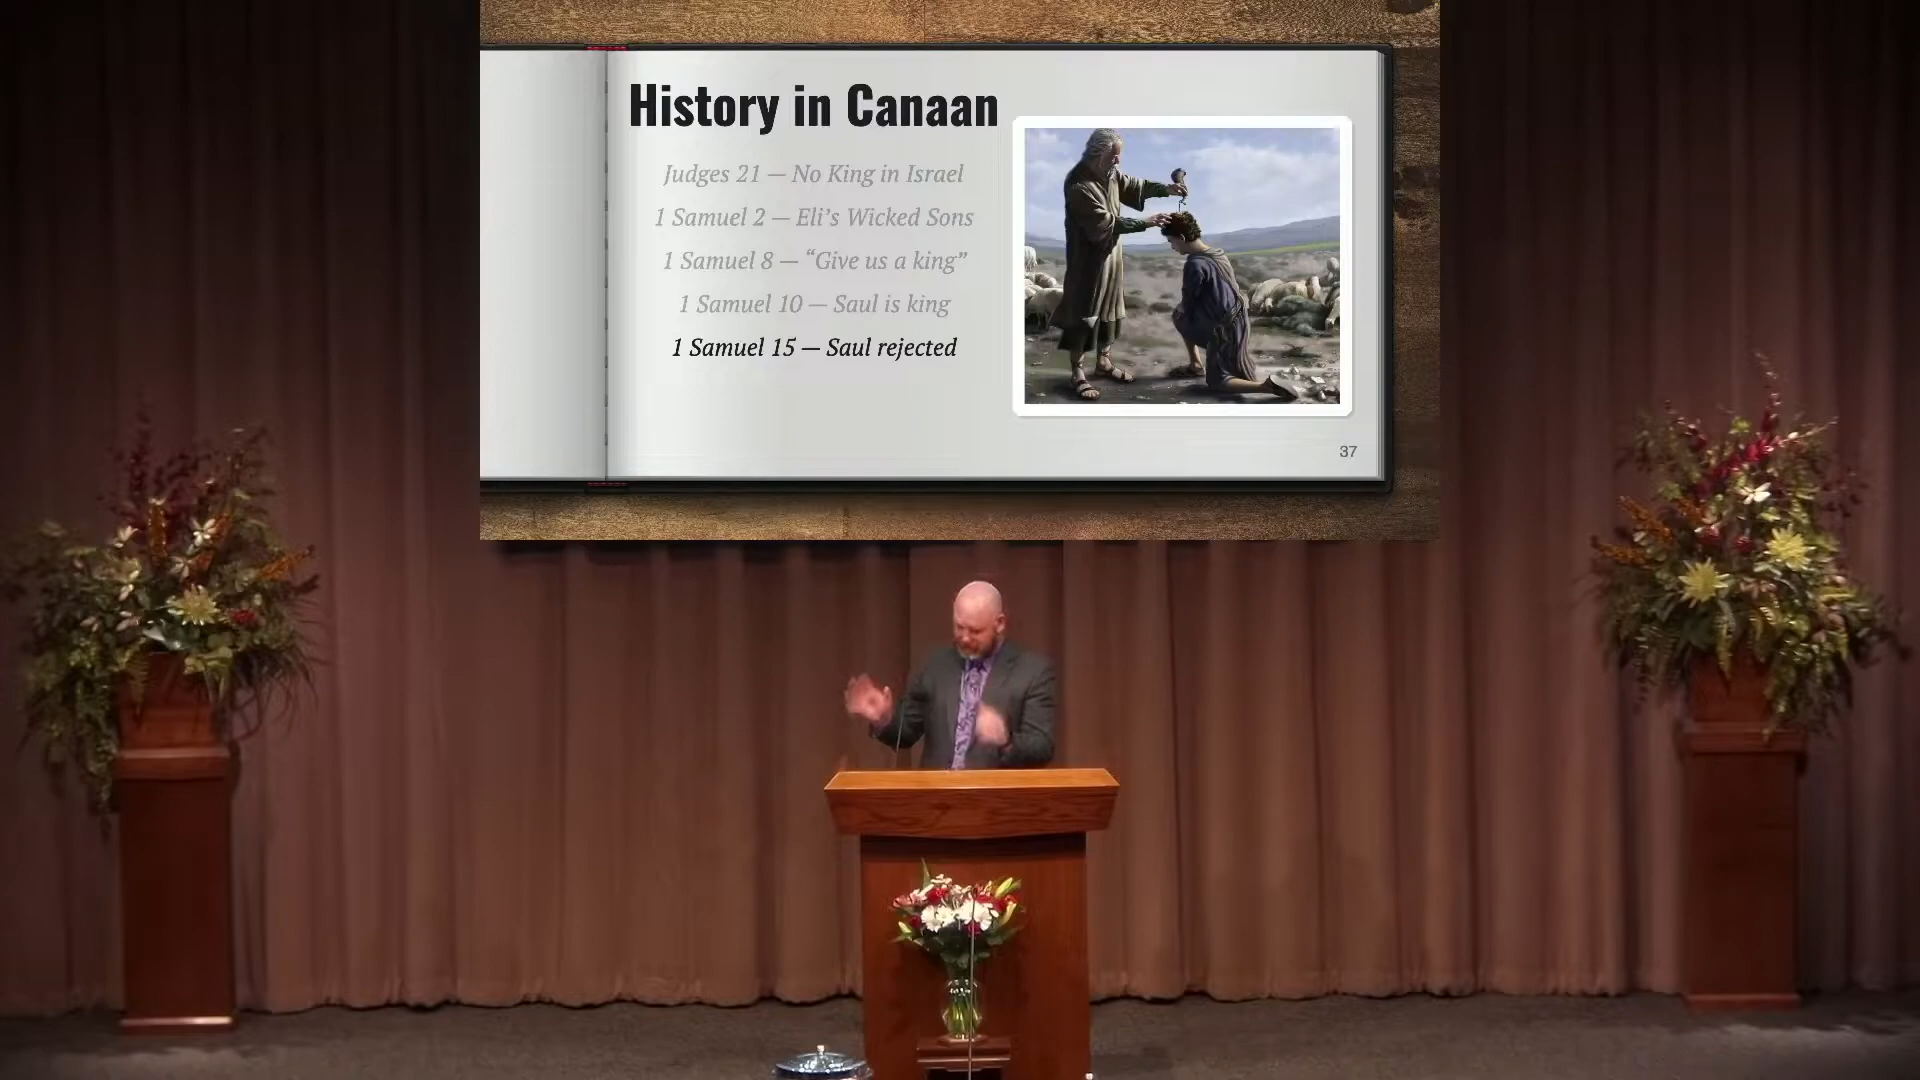 History in Canaan
Judges 21 — No King in Israel
1 Samuel 2 — Eli’s Wicked Sons
1 Samuel 8 — “Give us a king”
1 Samuel 10 — Saul is king
1 Samuel 15 — Saul rejected
37